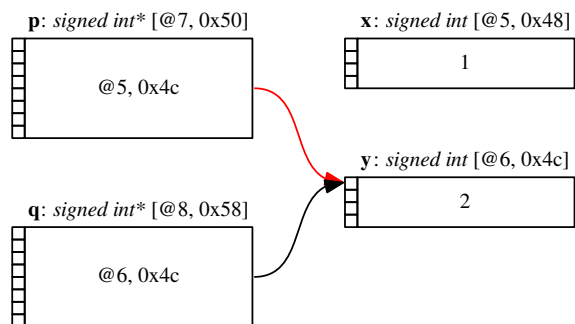 p: signed int* [@7, 0x50]
@5, 0x4c
x: signed int [@5, 0x48]
1
y: signed int [@6, 0x4c]
2
q: signed int* [@8, 0x58]
@6, 0x4c